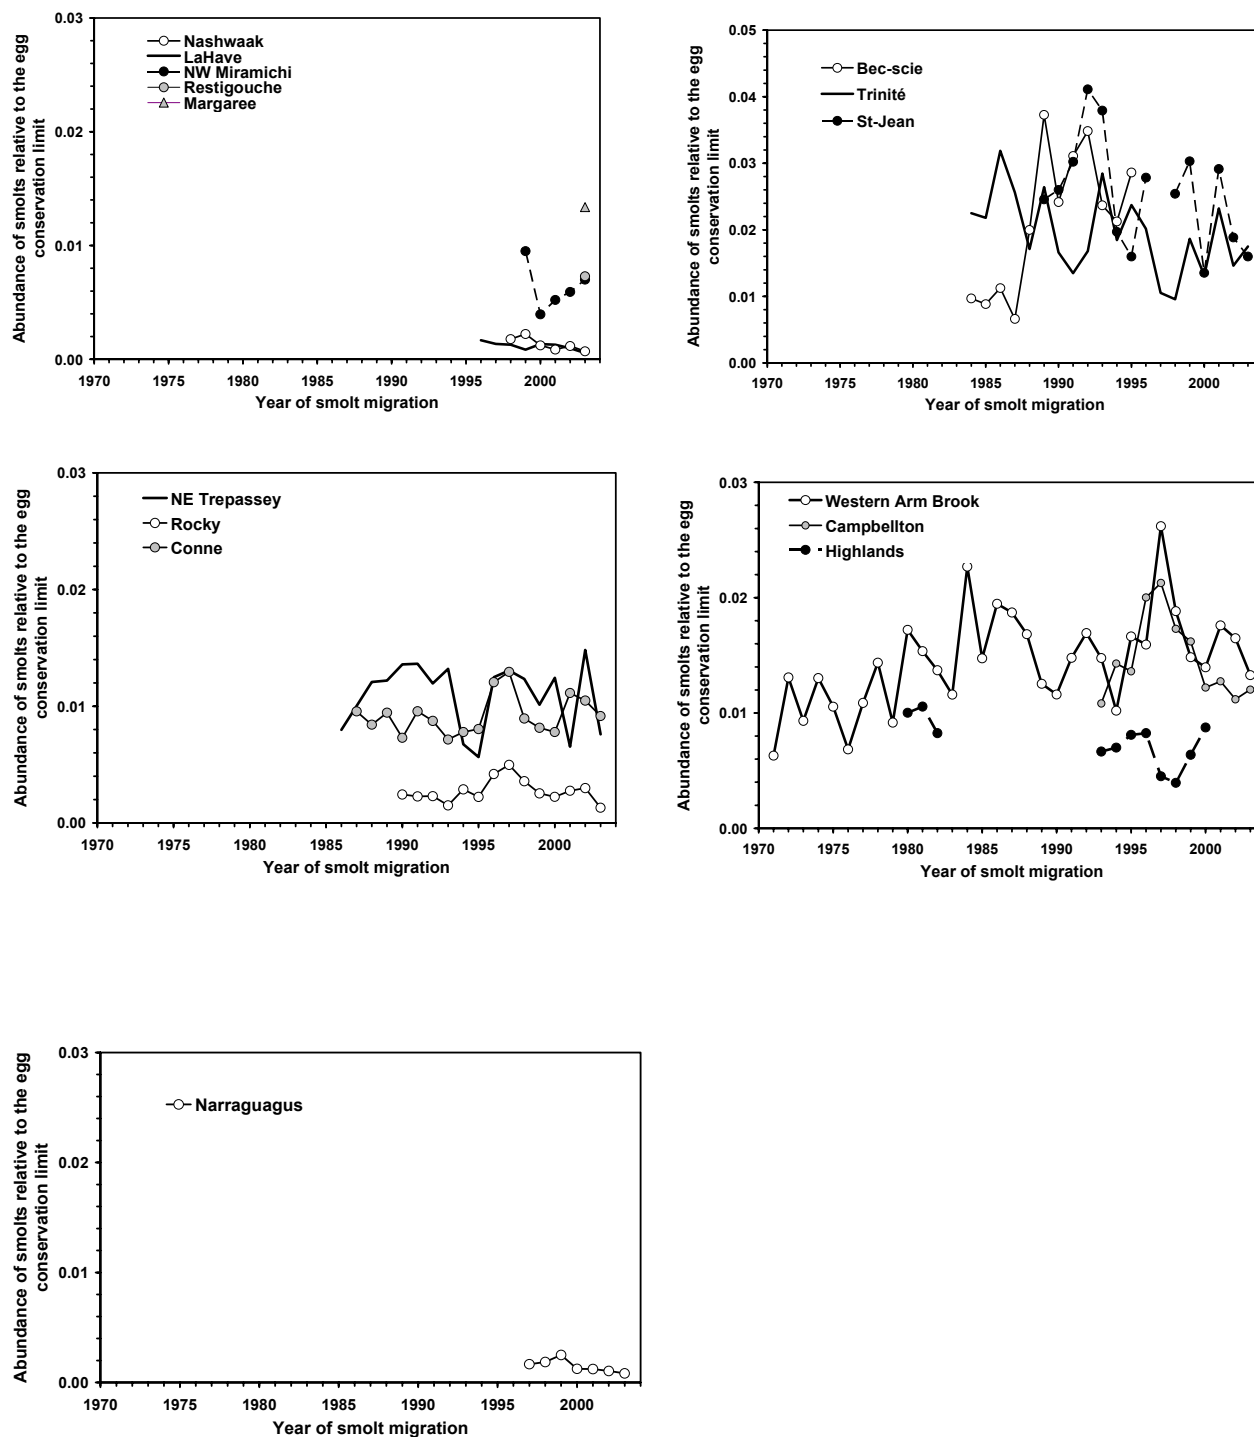 Abundance of smolts relative to the egg
conservation limit
0.03
0.02
0.01
0.00
Nashwaak
LaHave
NW Miramichi
Restigouche
Margaree
1970 1975 1980 1985 1990 1995 2000
Year of smolt migration
Abundance of smolts relative to the egg
conservation limit
0.05
0.04
0.03
0.02
0.01
0.00
Bec-scie
Trinité
St-Jean
1970 1975 1980 1985 1990 1995 2000
Year of smolt migration
Abundance of smolts relative to the egg
conservation limit
0.03
0.02
0.01
0.00
NE Trepassey
Rocky
Conne
1970 1975 1980 1985 1990 1995 2000
Year of smolt migration
Abundance of smolts relative to the egg
conservation limit
0.03
0.02
0.01
0.00
Western Arm Brook
Campbellton
Highlands
1970 1975 1980 1985 1990 1995 2000
Year of smolt migration
Abundance of smolts relative to the egg
conservation limit
0.03
0.02
0.01
0.00
Narraguagus
1970 1975 1980 1985 1990 1995 2000
Year of smolt migration